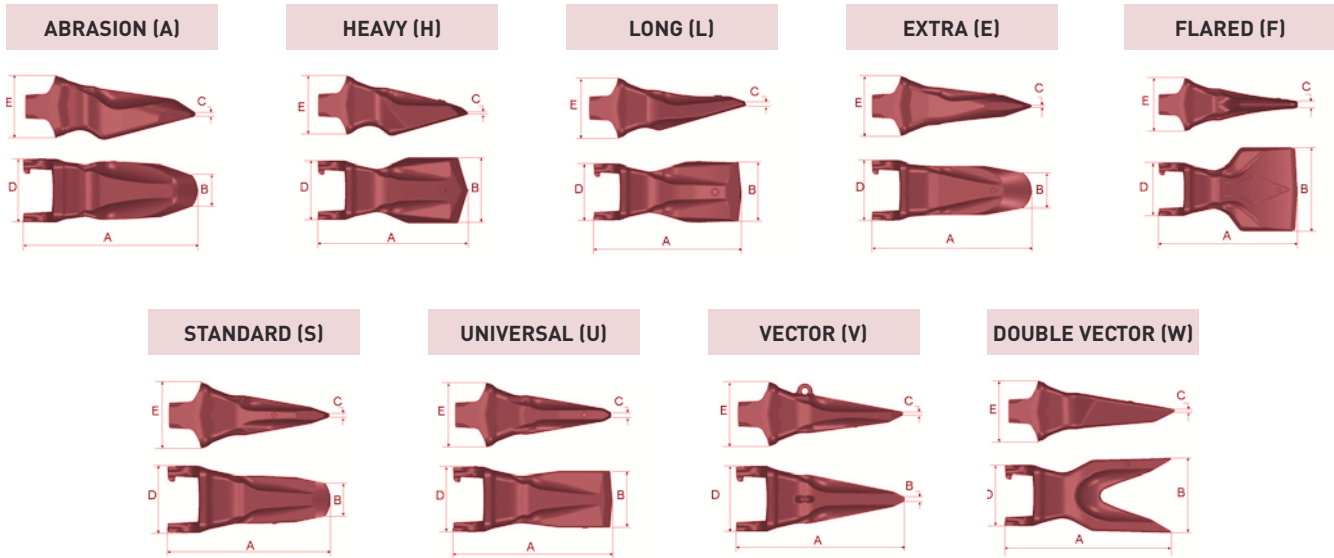 ABRASION (A)
HEAVY (H)
LONG (L)
EXTRA (E)
FLARED (F)
E C
D B
A
E C
D B
A
E C
D B
A
E C
D B
A
E C
D B
A
STANDARD (S)
UNIVERSAL (U)
VECTOR (V)
DOUBLE VECTOR (W)
E C
D B
A
E C
D B
A
E C
D B
A
E C
D B
A